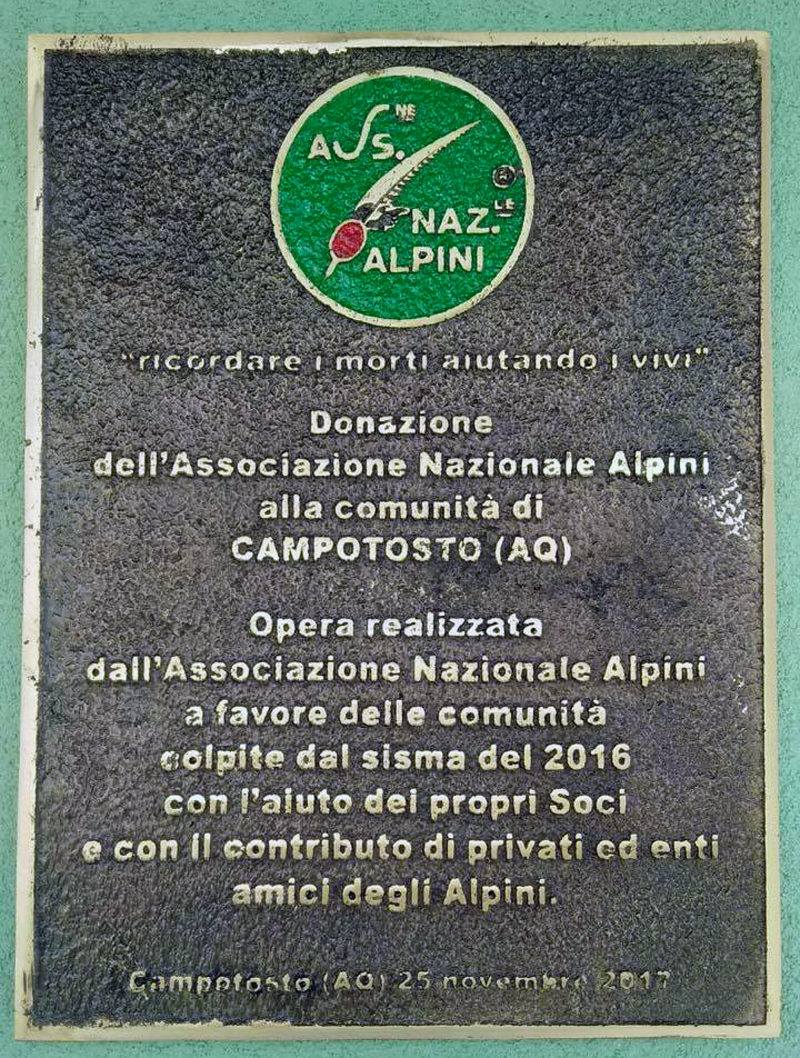 ASS.NE
NAZ.LE
ALPINI
®
"ricordare i morti aiutando i vivi"
Donazione
dell'Associazione Nazionale Alpini
alla comunità di
CAMPOTOSTO (AQ)
Opera realizzata
dall'Associazione Nazionale Alpini
a favore delle comunità
colpite dal sisma del 2016
con l'aiuto dei propri Soci
e con il contributo di privati ed enti
amici degli Alpini.
Campotosto (AQ) 25 novembre 2017